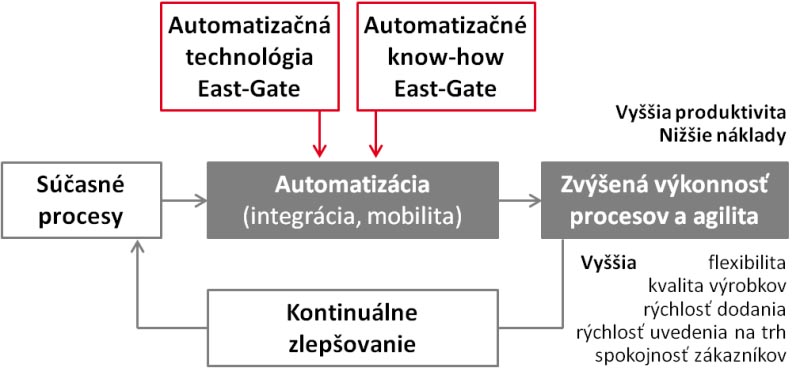 Automatizačná
technológia
East-Gate
Automatizačné
know-how
East-Gate
Vyššia produktivita
Nižšie náklady
Súčasné
procesy
Automatizácia
(integrácia, mobilita)
Zvýšená výkonnosť
procesov a agilita
Vyššia flexibilita
kvalita výrobkov
rýchlosť dodania
rýchlosť uvedenia na trh
spokojnosť zákazníkov
Kontinuálne
zlepšovanie